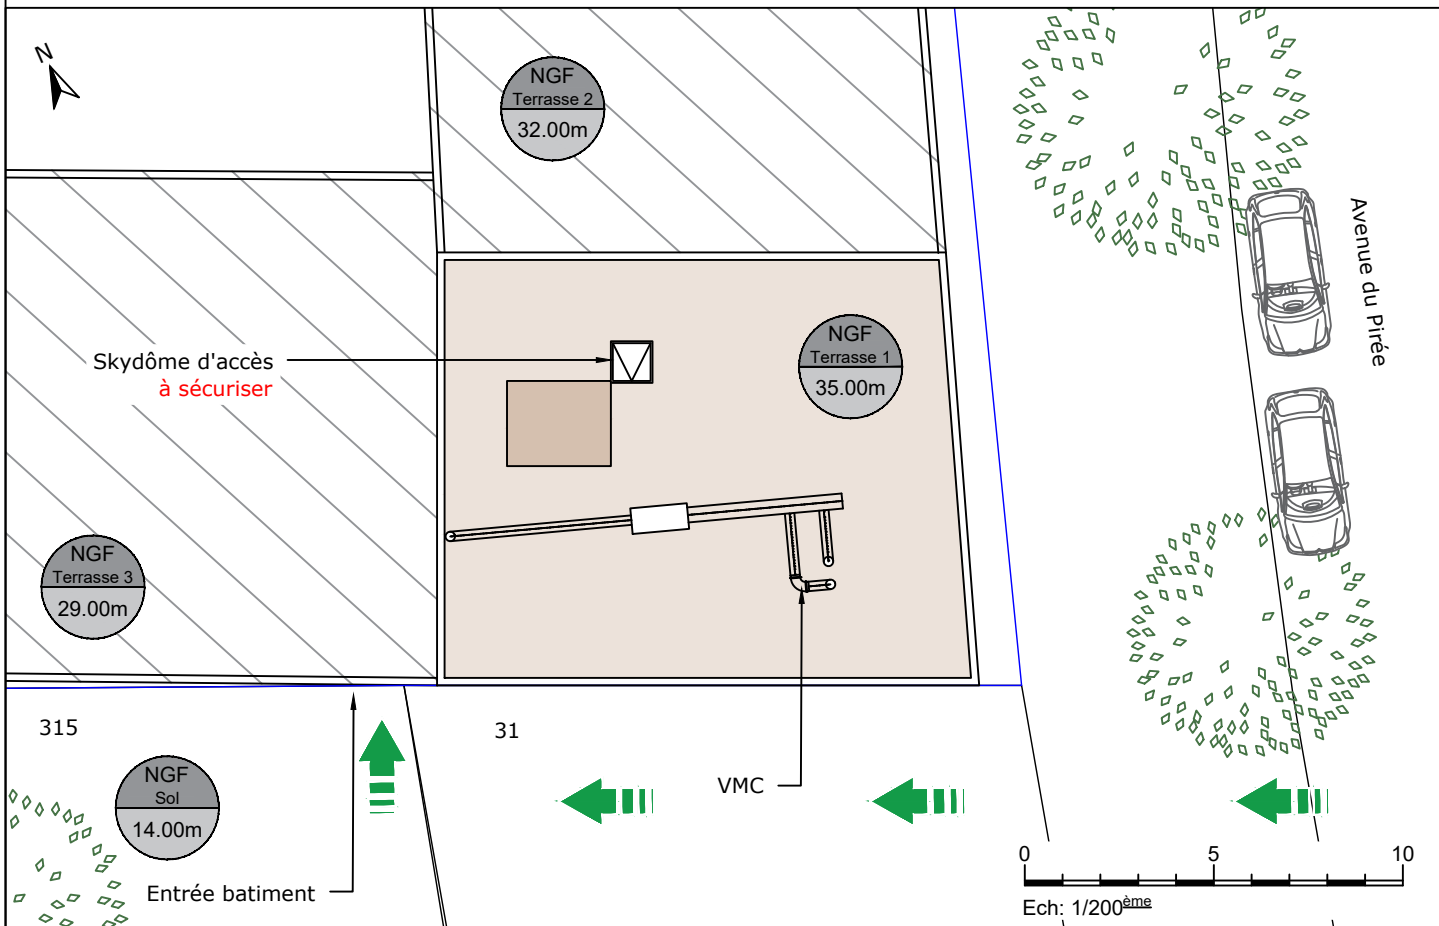 N
NGF
Terrasse 2
32.00m
Avenue du Pirée
NGF
Terrasse 1
35.00m
Skydôme d'accès
à sécuriser
NGF
Terrasse 3
29.00m
315
31
NGF
Sol
14.00m
VMC
Entrée batiment
0 5 10
Ech: 1/200ème